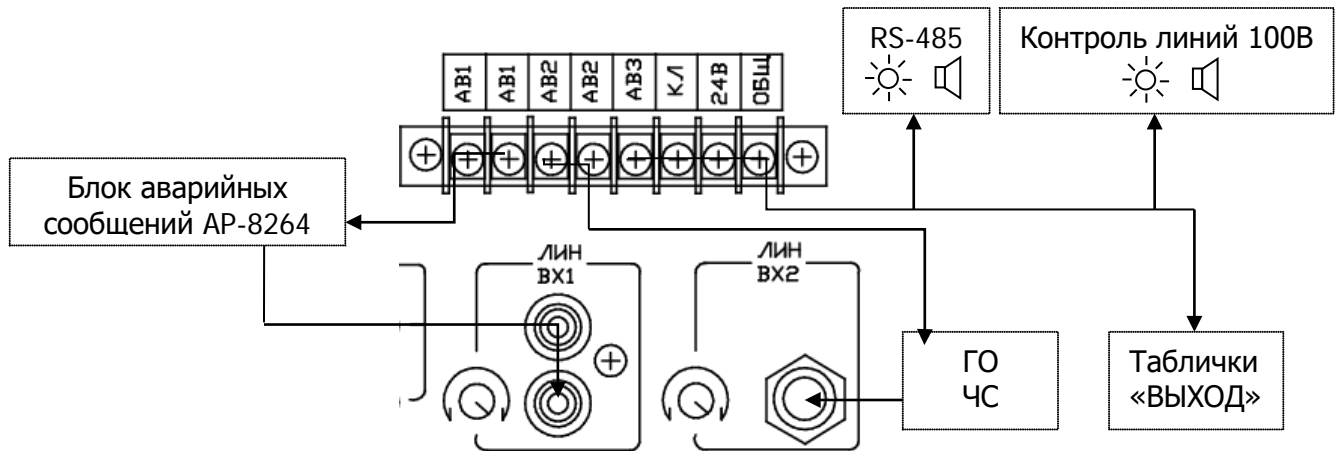 RS-485
Контроль линий 100В
АВ1
АВ1
АВ2
АВ2
АВ3
КЛ
24В
ОБЩ
Блок аварийных
сообщений АР-8264
ЛИН
ВХ1
ЛИН
ВХ2
ГО
ЧС
Таблички
«ВЫХОД»